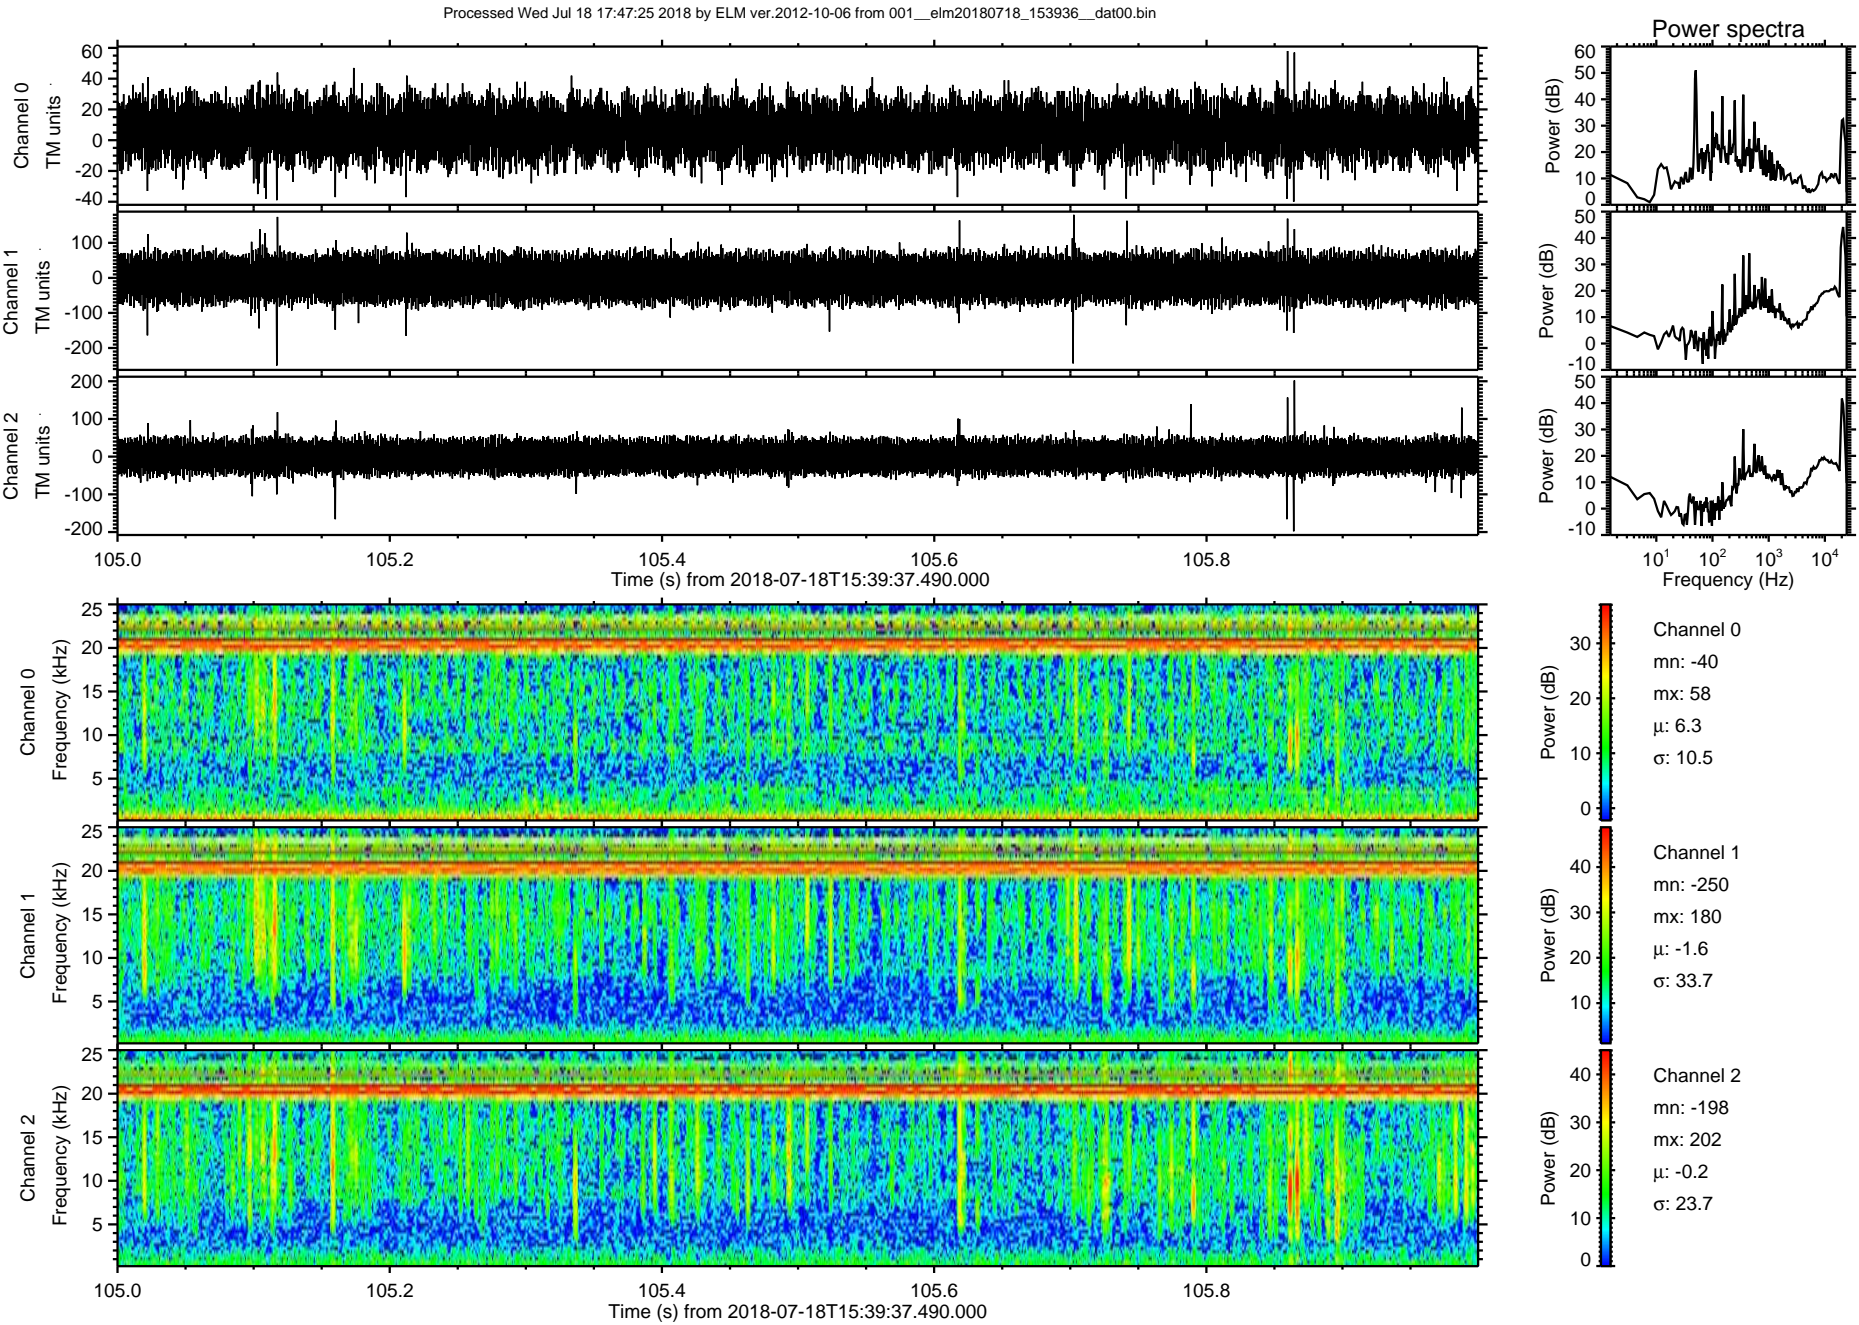 Processed Wed Jul 18 17:47:25 2018 by ELM ver.2012-10-06 from 001__elm20180718_153936__dat00.bin
Power spectra
Channel 0
TM units
60
40
20
0
-20
-40
Power (dB)
60
50
40
30
20
10
0
Channel 1
TM units
100
0
-100
-200
Power (dB)
50
40
30
20
10
0
-10
Channel 2
TM units
200
100
0
-100
-200
Power (dB)
50
40
30
20
10
0
-10
105.0 105.2 105.4 105.6 105.8
Time (s) from 2018-07-18T15:39:37.490.000
10¹ 10² 10³ 10⁴
Frequency (Hz)
Channel 0
Frequency (kHz)
25
20
15
10
5
Power (dB)
30
20
10
0
Channel 0
mn: -40
mx: 58
μ: 6.3
σ: 10.5
Channel 1
Frequency (kHz)
25
20
15
10
5
Power (dB)
40
30
20
10
Channel 1
mn: -250
mx: 180
μ: -1.6
σ: 33.7
Channel 2
Frequency (kHz)
25
20
15
10
5
Power (dB)
40
30
20
10
0
Channel 2
mn: -198
mx: 202
μ: -0.2
σ: 23.7
105.0 105.2 105.4 105.6 105.8
Time (s) from 2018-07-18T15:39:37.490.000